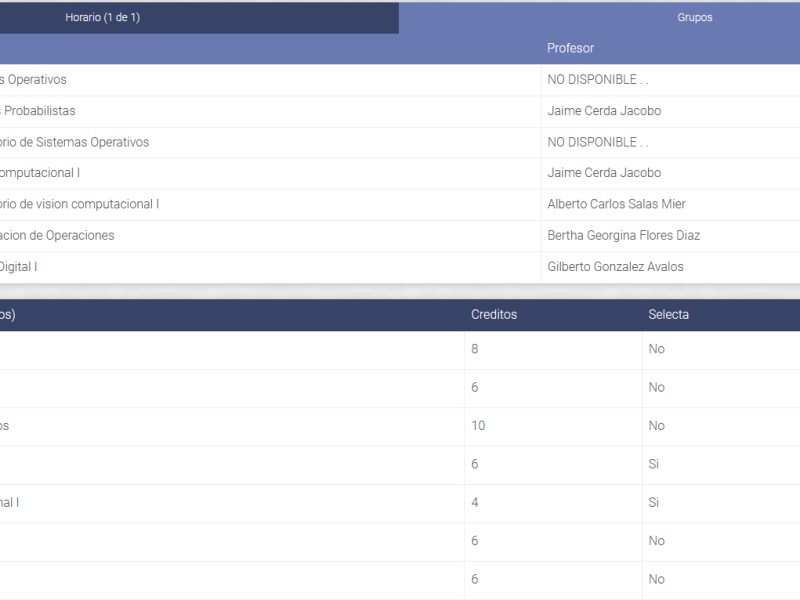 Horario (1 de 1) Grupos
Profesor
s Operativos NO DISPONIBLE . .
Probabilistas Jaime Cerda Jacobo
orio de Sistemas Operativos NO DISPONIBLE . .
omputacional I Jaime Cerda Jacobo
orio de vision computacional I Alberto Carlos Salas Mier
acion de Operaciones Bertha Georgina Flores Diaz
Digital I Gilberto Gonzalez Avalos
os) Creditos Selecta
8 No
6 No
os 10 No
6 Si
nal I 4 Si
6 No
6 No